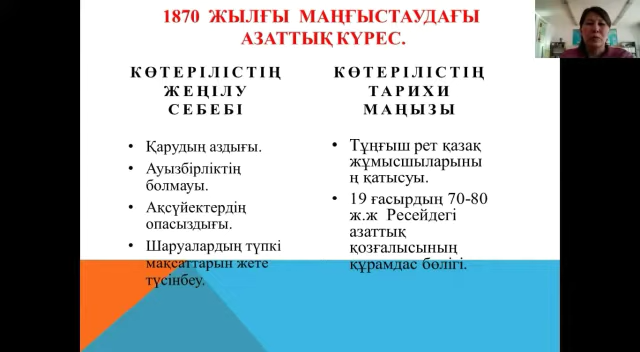 1870 ЖЫЛҒЫ МАҢҒЫСТАУДАҒЫ
АЗАТТЫҚ КҮРЕС.
КӨТЕРІЛІСТІҢ
ЖЕҢІЛУ
СЕБЕБІ
• Қарудың аздығы.
• Ауызбірліктің
болмауы.
• Ақсүйектердің
опасыздығы.
• Шаруалардың түпкі
мақсаттарын жете
түсінбеу.
КӨТЕРІЛІСТІҢ
ТАРИХИ
МАҢЫЗЫ
• Тұңғыш рет қазақ
жұмысшыларыны
ң қатысуы.
• 19 ғасырдың 70-80
ж.ж Ресейдегі
азаттық
қозғалысының
құрамдас бөлігі.